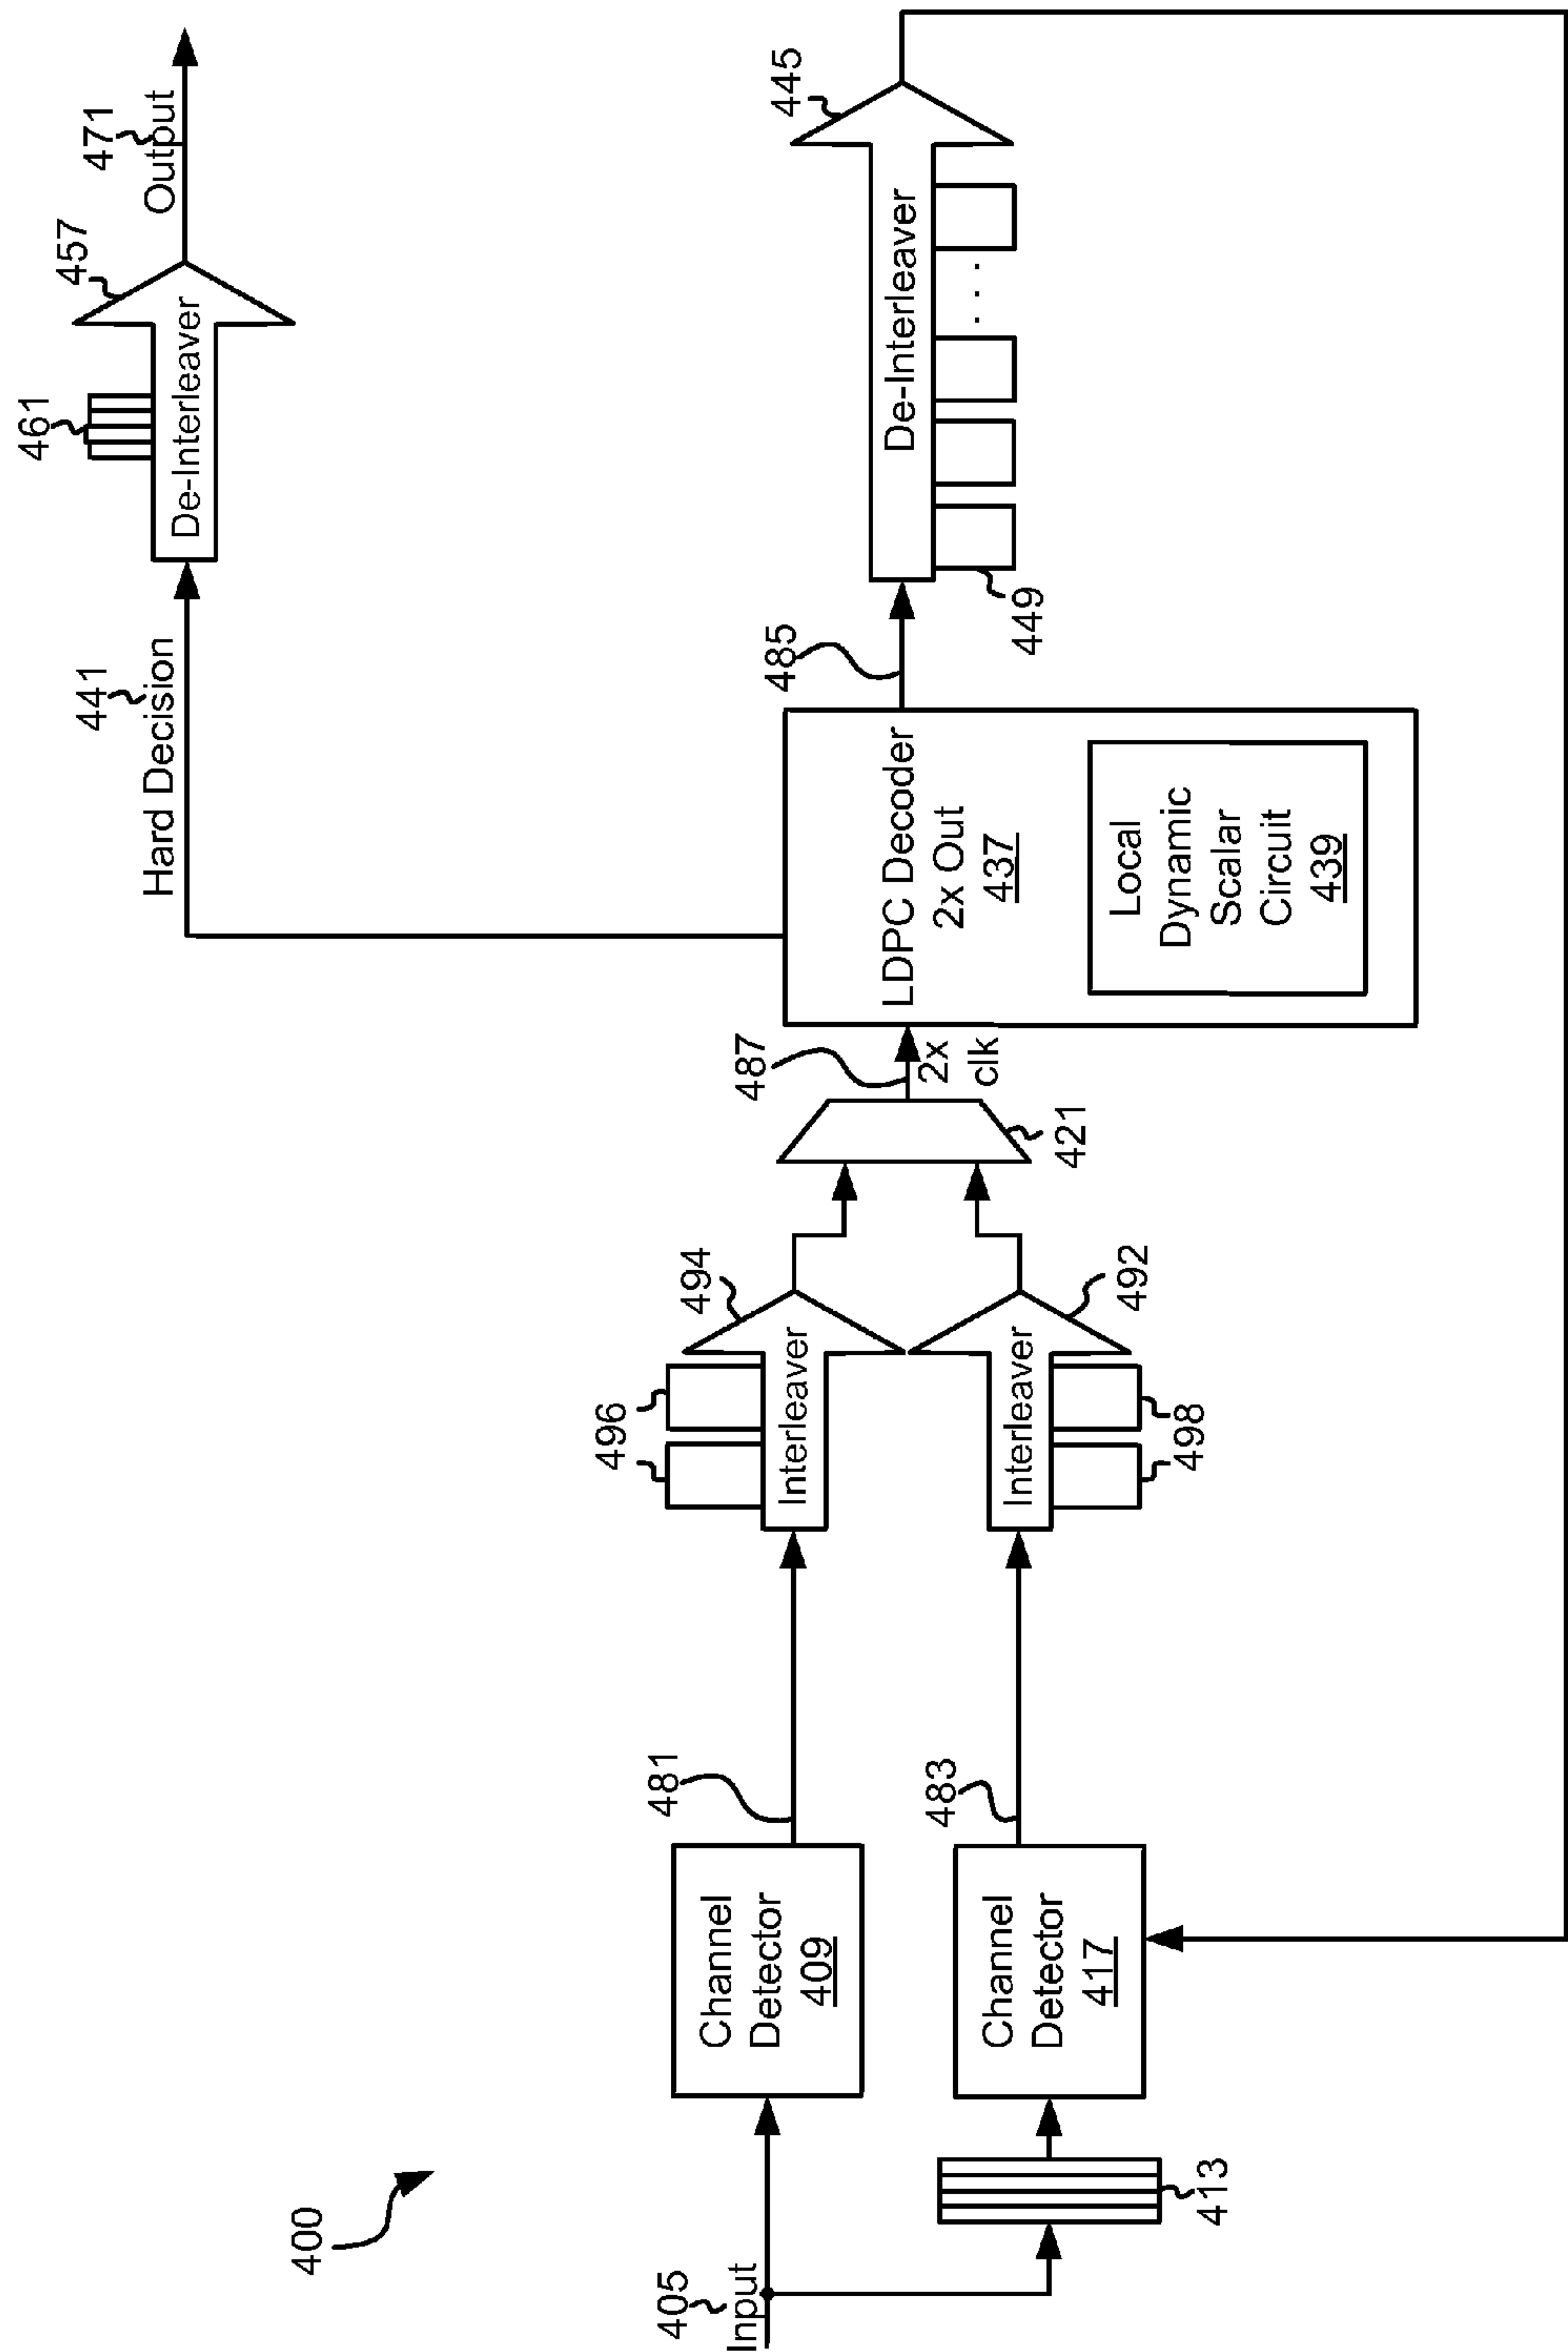 400
405
Input
Channel
Detector
409
413
Channel
Detector
417
481
483
496
Interleaver
494
Interleaver
498
492
421
487
2x
clk
LDPC Decoder
2x Out
437
Local
Dynamic
Scalar
Circuit
439
441
Hard Decision
485
449
De-Interleaver
445
461
De-Interleaver
457
471
Output